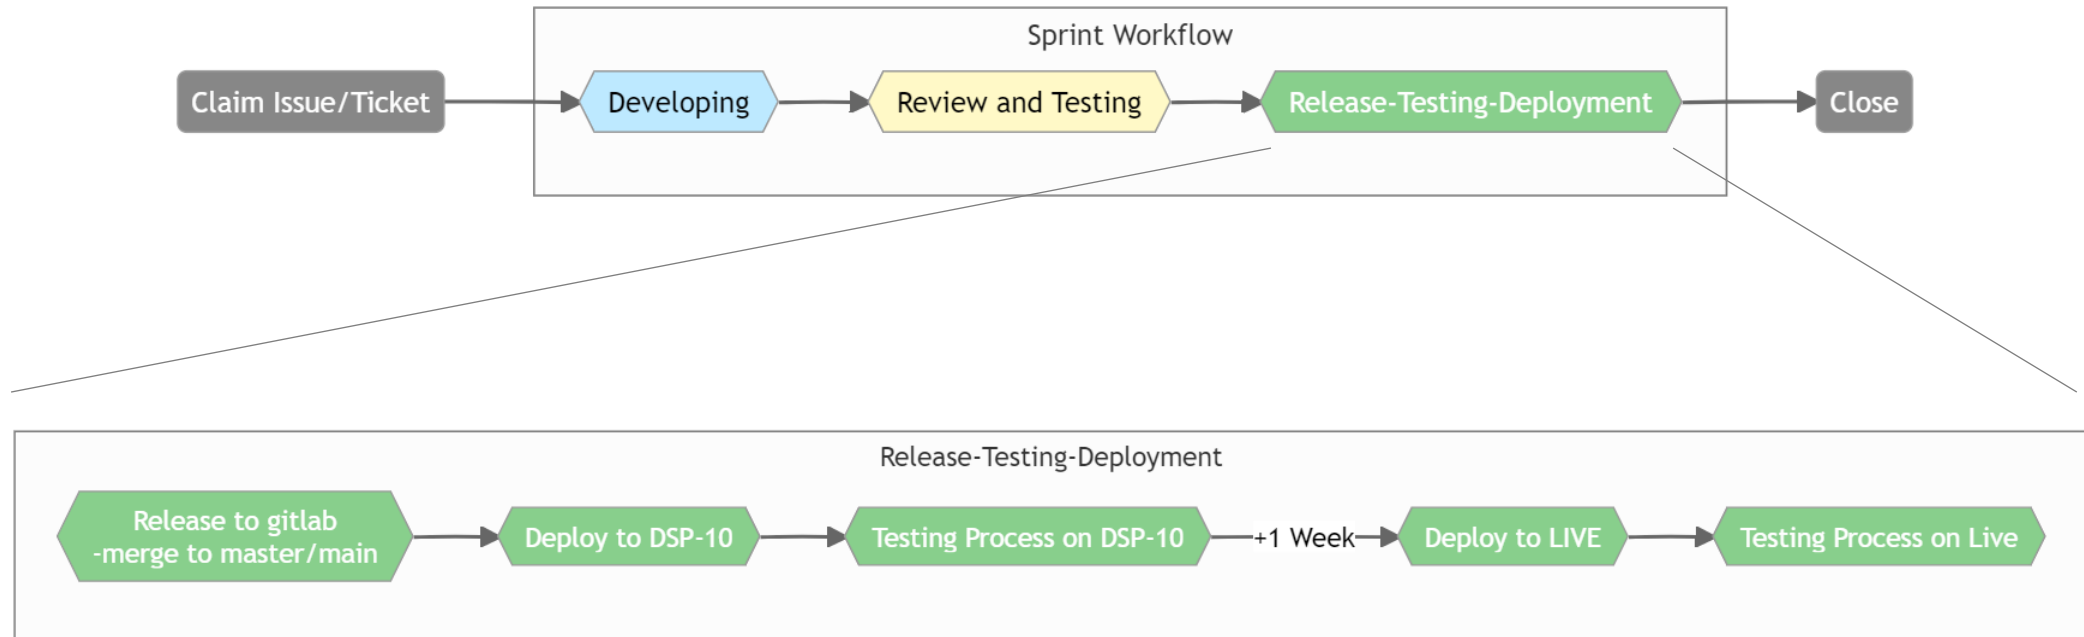 Sprint Workflow
Claim Issue/Ticket
Developing
Review and Testing
Release-Testing-Deployment
Close
Release-Testing-Deployment
Release to gitlab
-merge to master/main
Deploy to DSP-10
Testing Process on DSP-10
+1 Week
Deploy to LIVE
Testing Process on Live